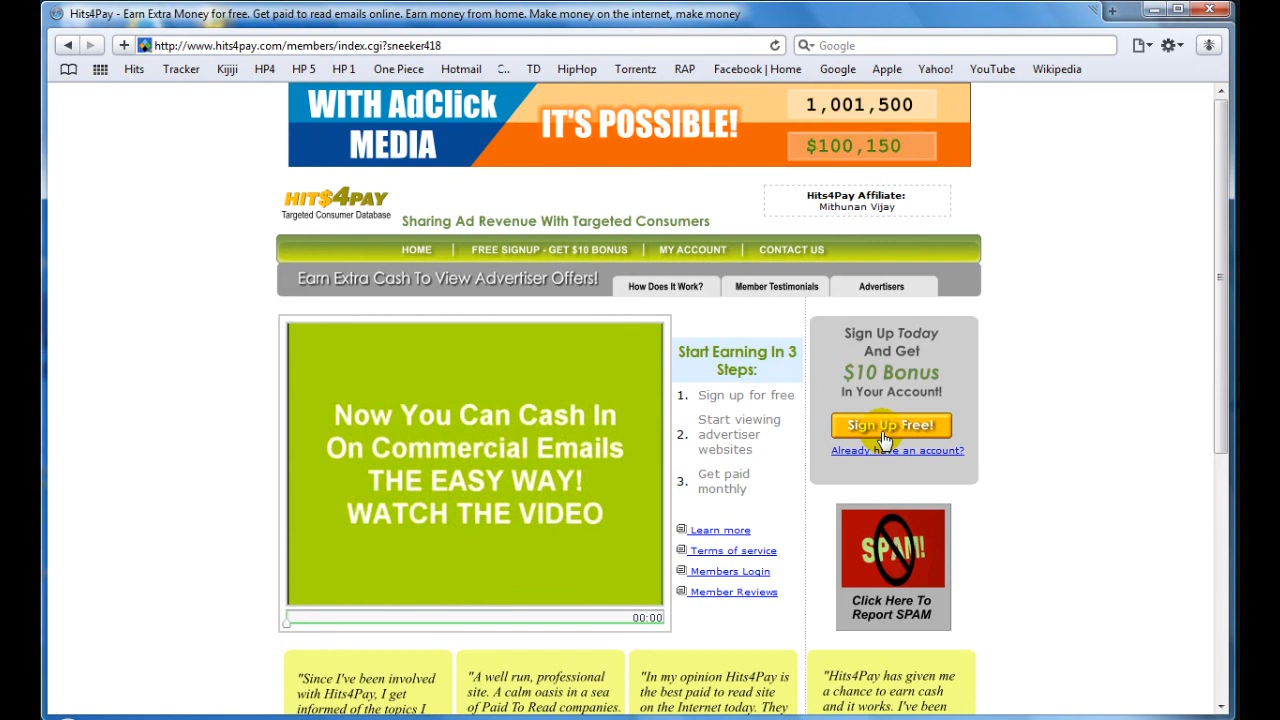 Hits4Pay - Earn Extra Money for free. Get paid to read emails online. Earn money from home. Make money on the internet, make money
http://www.hits4pay.com/members/index.cgi?sneeker418
Google
Hits Tracker Kijiji HP4 HP 5 HP 1 One Piece Hotmail C.. TD HipHop Torrentz RAP Facebook | Home Google Apple Yahoo! YouTube Wikipedia
WITH AdClick
MEDIA
IT'S POSSIBLE!
1,001,500
$100,150
HIT$4PAY
Targeted Consumer Database
Sharing Ad Revenue With Targeted Consumers
Hits4Pay Affiliate:
Mithunan Vijay
HOME | FREE SIGNUP - GET $10 BONUS | MY ACCOUNT | CONTACT US
Earn Extra Cash To View Advertiser Offers!
How Does It Work?
Member Testimonials
Advertisers
Now You Can Cash In
On Commercial Emails
THE EASY WAY!
WATCH THE VIDEO
00:00
Start Earning In 3
Steps:
1. Sign up for free
2. Start viewing
advertiser
websites
3. Get paid
monthly
Learn more
Terms of service
Members Login
Member Reviews
Sign Up Today
And Get
$10 Bonus
In Your Account!
Sign Up Free!
Already have an account?
SPAM!
Click Here To
Report SPAM
"Since I've been involved
with Hits4Pay, I get
informed of the topics I
"A well run, professional
site. A calm oasis in a sea
of Paid To Read companies.
"In my opinion Hits4Pay is
the best paid to read site
on the Internet today. They
"Hits4Pay has given me
a chance to earn cash
and it works. I've been